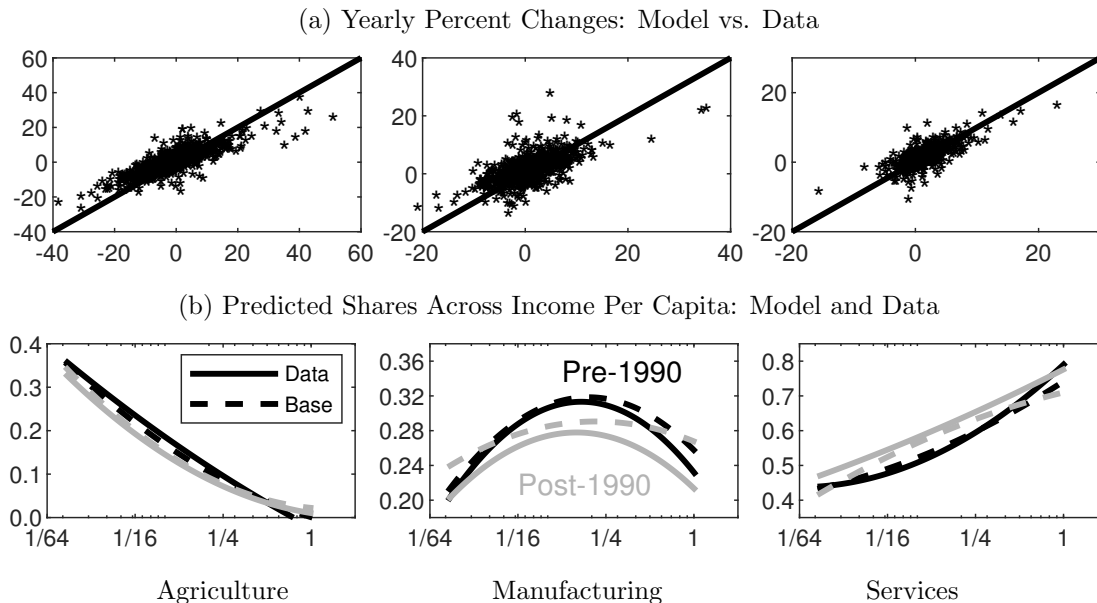 (a) Yearly Percent Changes: Model vs. Data
60
40
20
0
-20
-40
-40 -20 0 20 40 60
40
20
0
-20
-20 0 20 40
30
0
-20
-20 0 20
(b) Predicted Shares Across Income Per Capita: Model and Data
0.4
0.3
0.2
0.1
0.0
1/64 1/16 1/4 1
Data
Base
0.36
0.32
0.28
0.24
0.20
1/64 1/16 1/4 1
Pre-1990
Post-1990
0.8
0.7
0.6
0.5
0.4
1/64 1/16 1/4 1
Agriculture Manufacturing Services